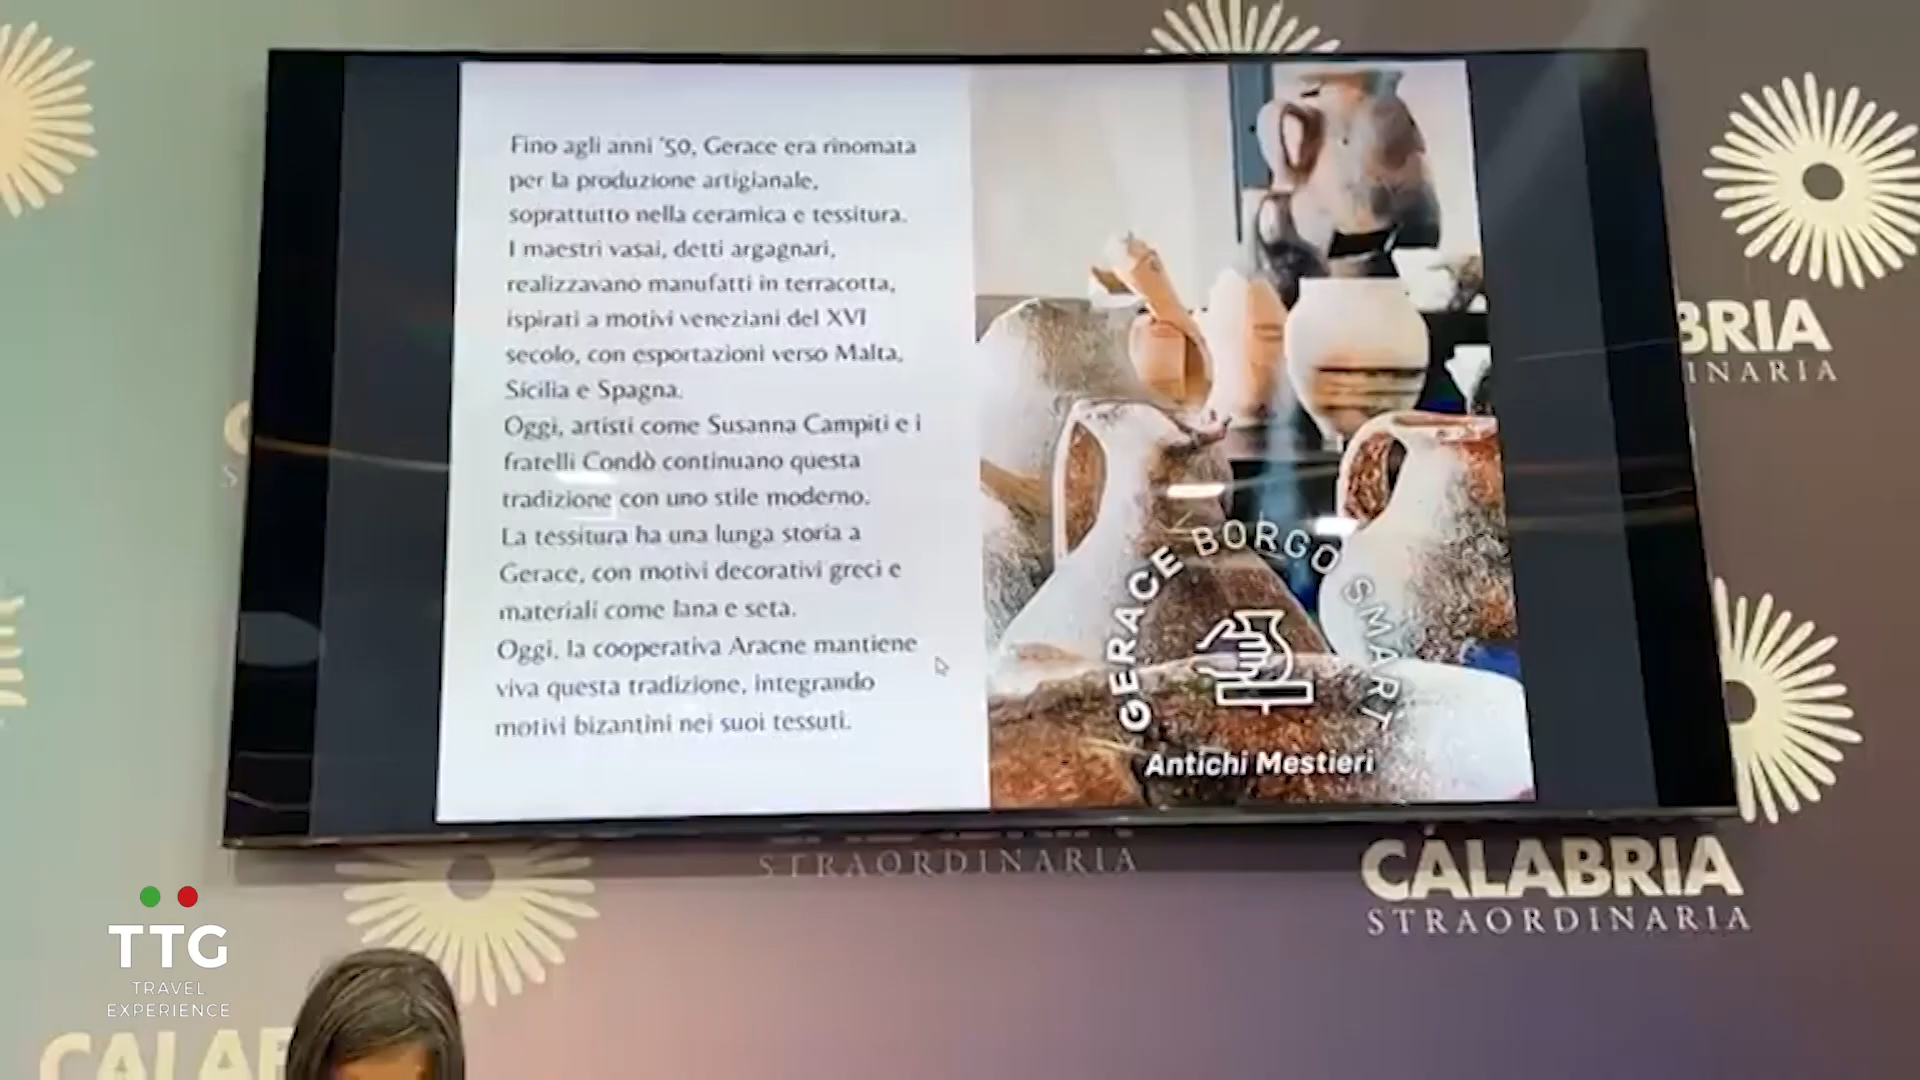 Fino agli anni '50, Gerace era rinomata
per la produzione artigianale,
soprattutto nella ceramica e tessitura.
I maestri vasai, detti argagnari,
realizzavano manufatti in terracotta,
ispirati a motivi veneziani del XVI
secolo, con esportazioni verso Malta,
Sicilia e Spagna.
Oggi, artisti come Susanna Campiti e i
fratelli Condò continuano questa
tradizione con uno stile moderno.
La tessitura ha una lunga storia a
Gerace, con motivi decorativi greci e
materiali come lana e seta.
Oggi, la cooperativa Aracne mantiene
viva questa tradizione, integrando
motivi bizantini nei suoi tessuti.
GERACE BORGO SMART
Antichi Mestieri
BRIA
INARIA
STRAORDINARIA
CALABRIA
STRAORDINARIA
TTG
TRAVEL
EXPERIENCE
CALAB